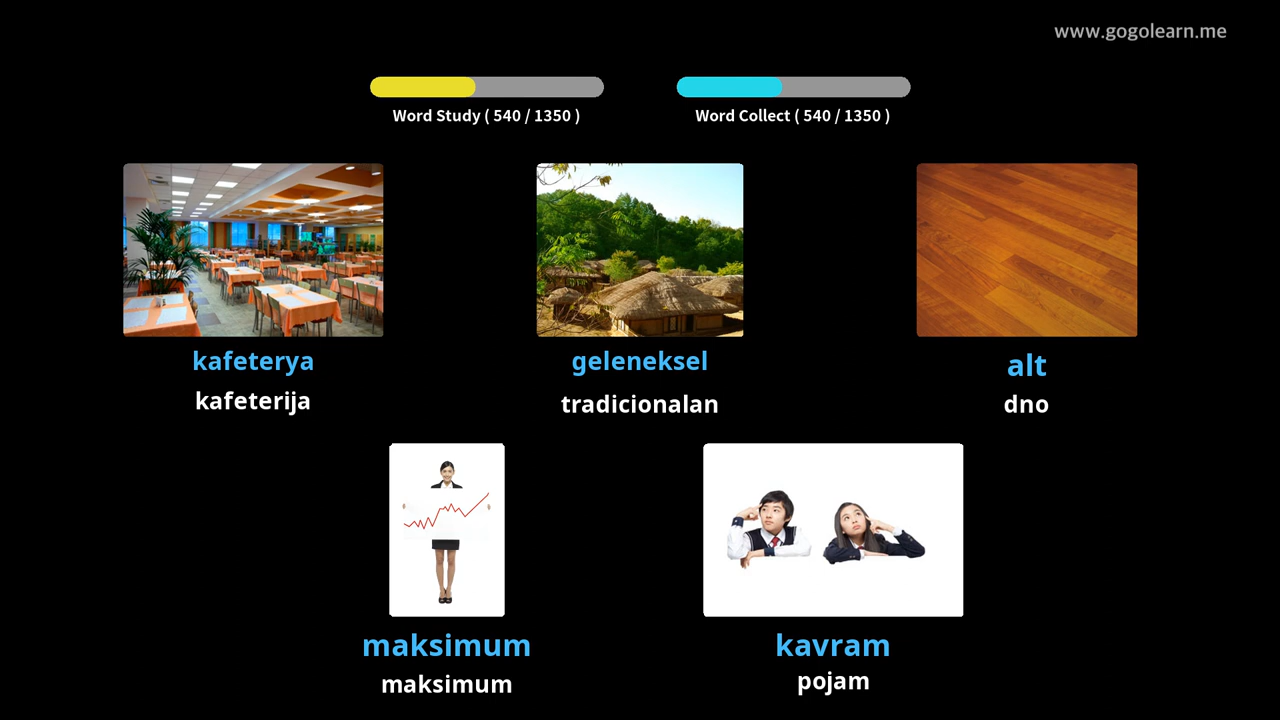 www.gogolearn.me
Word Study ( 540 / 1350 )
Word Collect ( 540 / 1350 )
kafeterya
kafeterija
geleneksel
tradicionalan
alt
dno
maksimum
maksimum
kavram
pojam